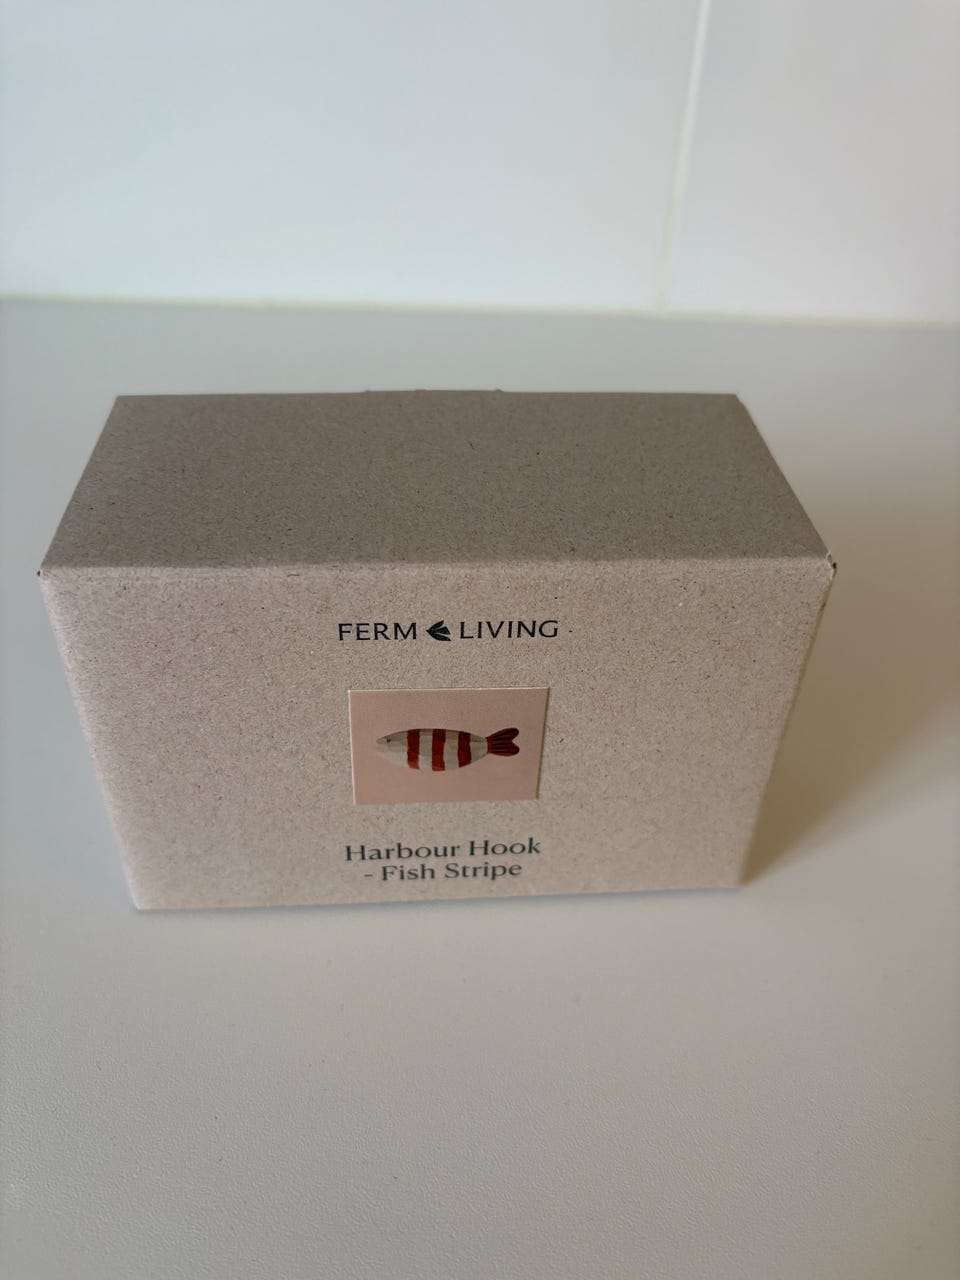 FERM LIVING
Harbour Hook
- Fish Stripe